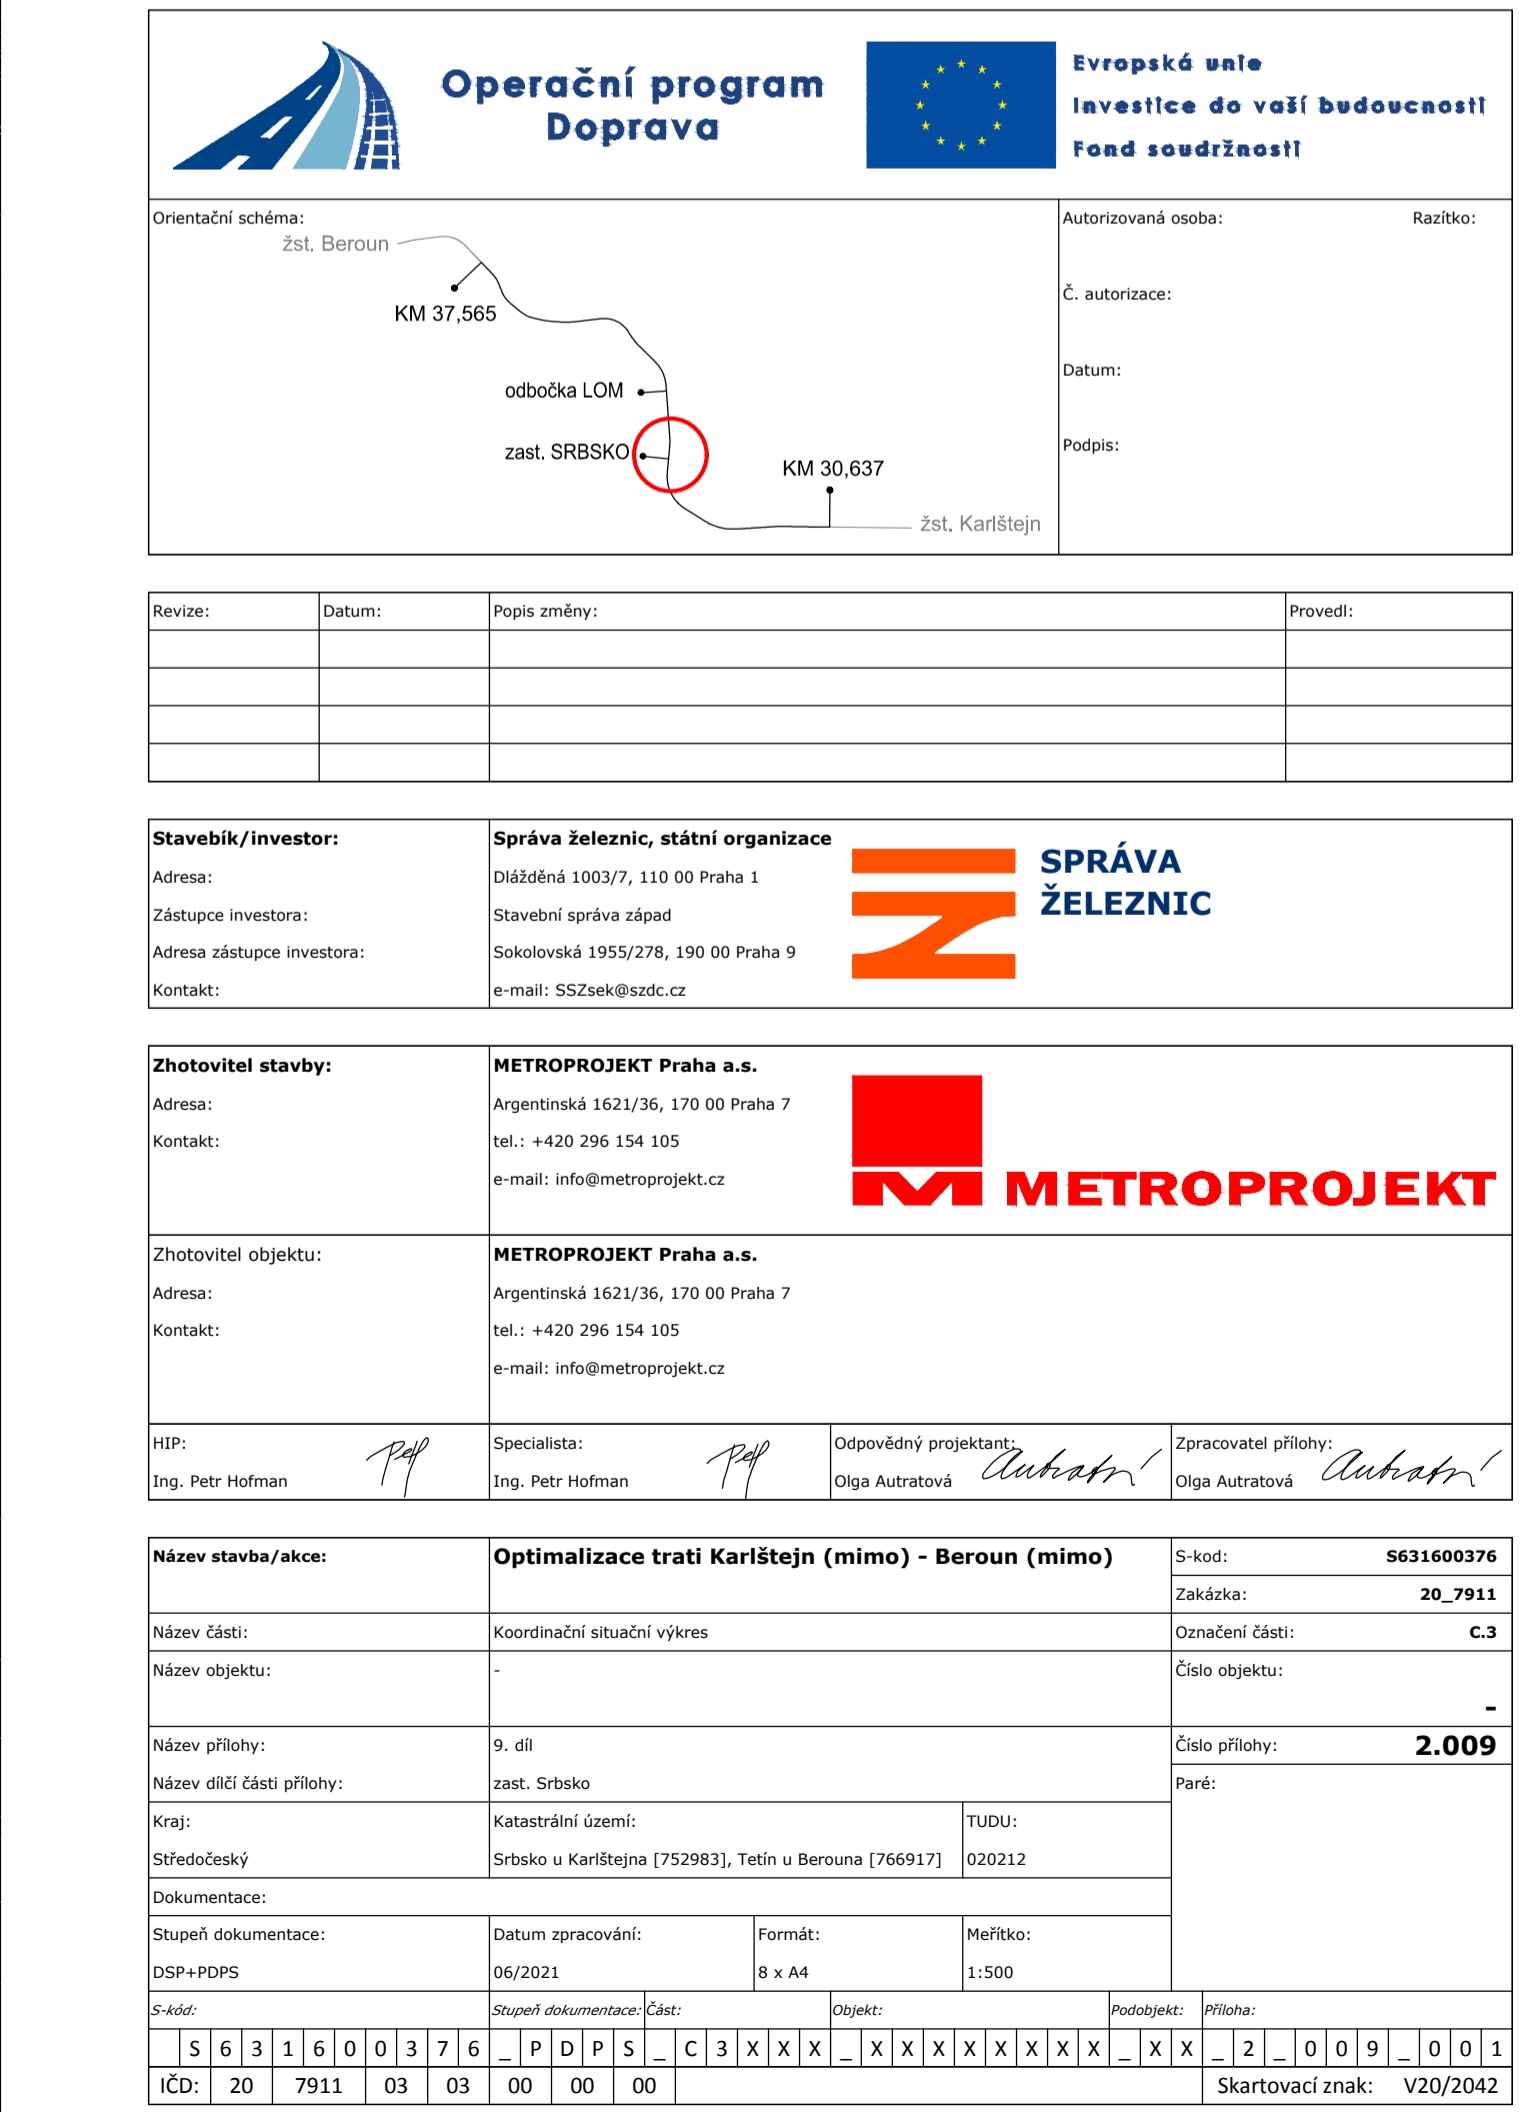 Operační program
Doprava
Evropská unie
Investice do vaší budoucnosti
Fond soudržnosti
Orientační schéma:
žst. Beroun
KM 37,565
odbočka LOM
zast. SRBSKO
KM 30,637
žst. Karlštejn
Autorizovaná osoba: Razítko:
Č. autorizace:
Datum:
Podpis:
Revize: Datum: Popis změny: Provedl:
Stavebík/investor: Správa železnic, státní organizace
Adresa: Dlážděná 1003/7, 110 00 Praha 1
Zástupce investora: Stavební správa západ
Adresa zástupce investora: Sokolovská 1955/278, 190 00 Praha 9
Kontakt: e-mail: SSZsek@szdc.cz
SPRÁVA
ŽELEZNIC
Zhotovitel stavby: METROPROJEKT Praha a.s.
Adresa: Argentinská 1621/36, 170 00 Praha 7
Kontakt: tel.: +420 296 154 105
e-mail: info@metroprojekt.cz
M METROPROJEKT
Zhotovitel objektu: METROPROJEKT Praha a.s.
Adresa: Argentinská 1621/36, 170 00 Praha 7
Kontakt: tel.: +420 296 154 105
e-mail: info@metroprojekt.cz
HIP: Specialista: Odpovědný projektant: Zpracovatel přílohy:
Ing. Petr Hofman Ing. Petr Hofman Olga Autratová Olga Autratová
Název stavba/akce: Optimalizace trati Karlštejn (mimo) - Beroun (mimo) S-kod: S631600376
Zakázka: 20_7911
Název části: Koordinační situační výkres Označení části: C.3
Název objektu: - Číslo objektu:
-
Název přílohy: 9. díl Číslo přílohy: 2.009
Název dílčí části přílohy: zast. Srbsko Paré:
Kraj: Katastrální území: TUDU:
Středočeský Srbsko u Karlštejna [752983], Tetín u Berouna [766917] 020212
Dokumentace:
Stupeň dokumentace: Datum zpracování: Formát: Meřítko:
DSP+PDPS 06/2021 8 x A4 1:500
S-kód: Stupeň dokumentace: Část: Objekt: Podobjekt: Příloha:
S 6 3 1 6 0 0 3 7 6 _ P D P S _ C 3 X X X _ X X X X X X X X _ X X _ 2 _ 0 0 9 _ 0 0 1
IČD: 20 7911 03 03 00 00 00 Skartovací znak: V20/2042